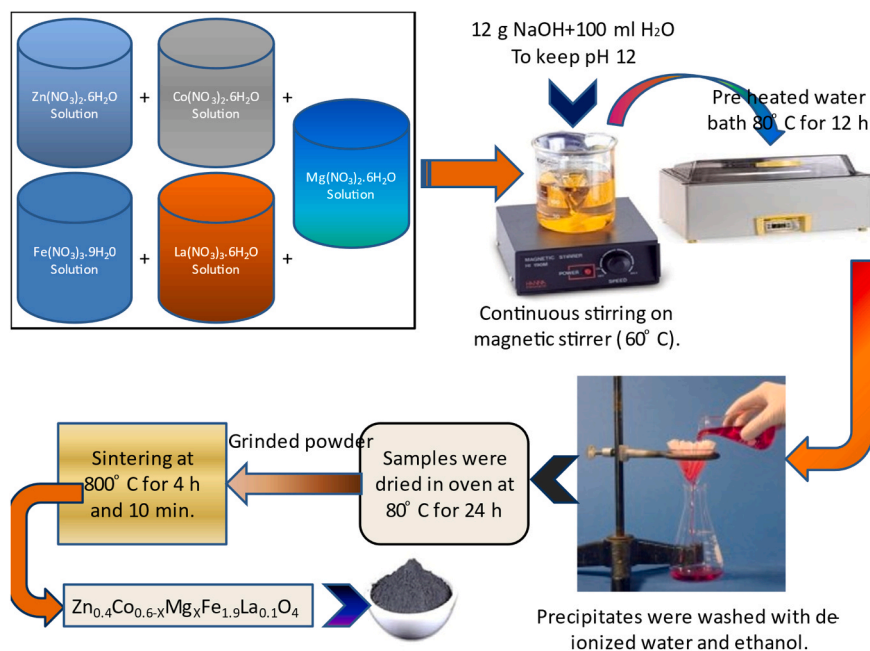 Zn(NO₃)₂.6H₂O
Solution
+
Co(NO₃)₂.6H₂O
Solution
+
Mg(NO₃)₂.6H₂O
Solution
Fe(NO₃)₃.9H₂0
Solution
+
La(NO₃)₃.6H₂O
Solution
+
12 g NaOH+100 ml H₂O
To keep pH 12
Pre heated water
bath 80° C for 12 h
MAGNETIC STIRRER
POWER
SPEED
Continuous stirring on
magnetic stirrer (60° C).
Precipitates were washed with de-
ionized water and ethanol.
Samples were
dried in oven at
80° C for 24 h
Grinded powder
Sintering at
800° C for 4 h
and 10 min.
Zn₀.₄Co₀.₆₋ₓMgₓFe₁.₉La₀.₁O₄